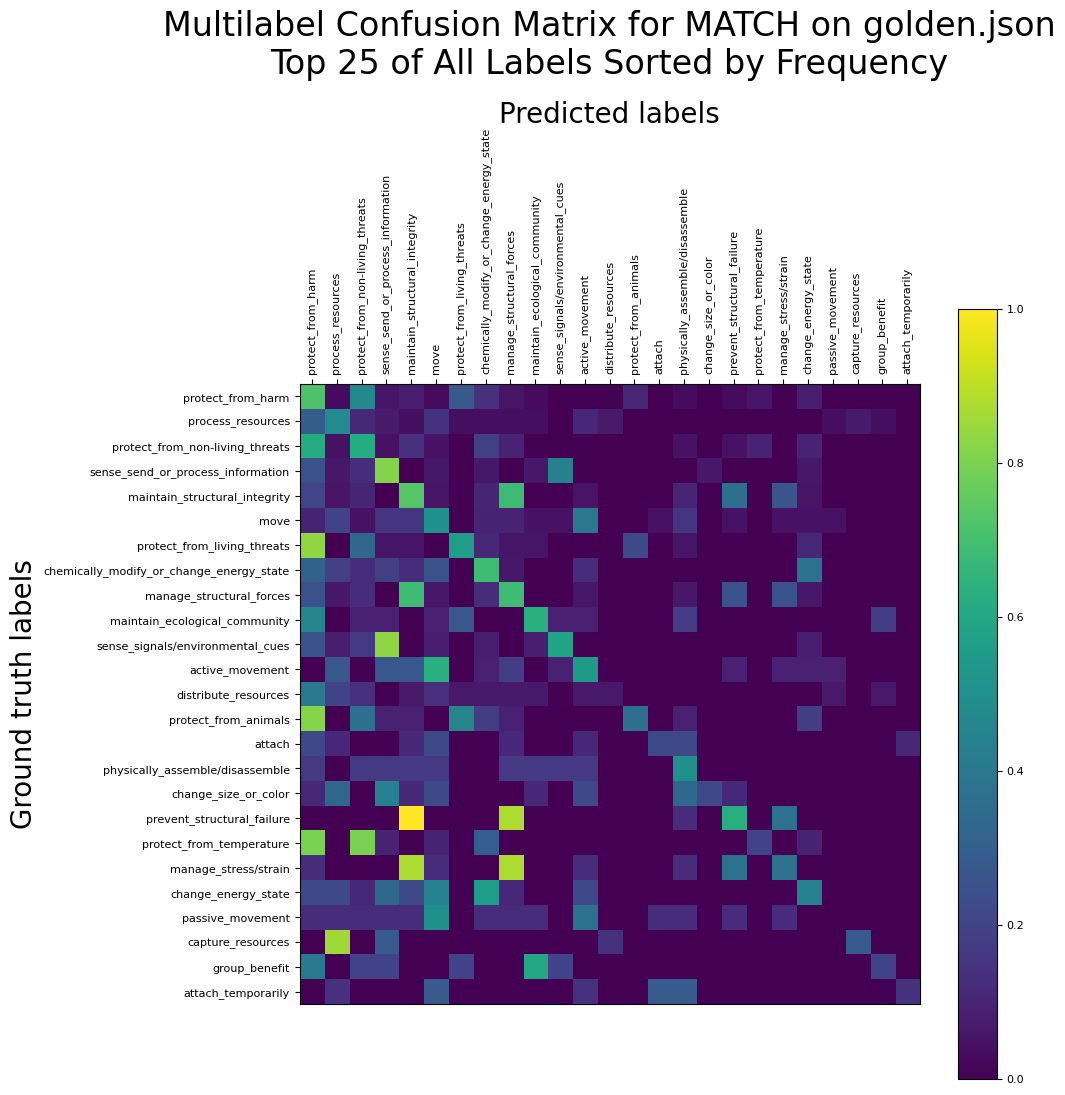 Multilabel Confusion Matrix for MATCH on golden.json
Top 25 of All Labels Sorted by Frequency
Predicted labels
protect_from_harm
process_resources
protect_from_non-living_threats
sense_send_or_process_information
maintain_structural_integrity
move
protect_from_living_threats
chemically_modify_or_change_energy_state
manage_structural_forces
maintain_ecological_community
sense_signals/environmental_cues
active_movement
distribute_resources
protect_from_animals
attach
physically_assemble/disassemble
change_size_or_color
prevent_structural_failure
protect_from_temperature
manage_stress/strain
change_energy_state
passive_movement
capture_resources
group_benefit
attach_temporarily
Ground truth labels
protect_from_harm
process_resources
protect_from_non-living_threats
sense_send_or_process_information
maintain_structural_integrity
move
protect_from_living_threats
chemically_modify_or_change_energy_state
manage_structural_forces
maintain_ecological_community
sense_signals/environmental_cues
active_movement
distribute_resources
protect_from_animals
attach
physically_assemble/disassemble
change_size_or_color
prevent_structural_failure
protect_from_temperature
manage_stress/strain
change_energy_state
passive_movement
capture_resources
group_benefit
attach_temporarily
1.0
0.8
0.6
0.4
0.2
0.0